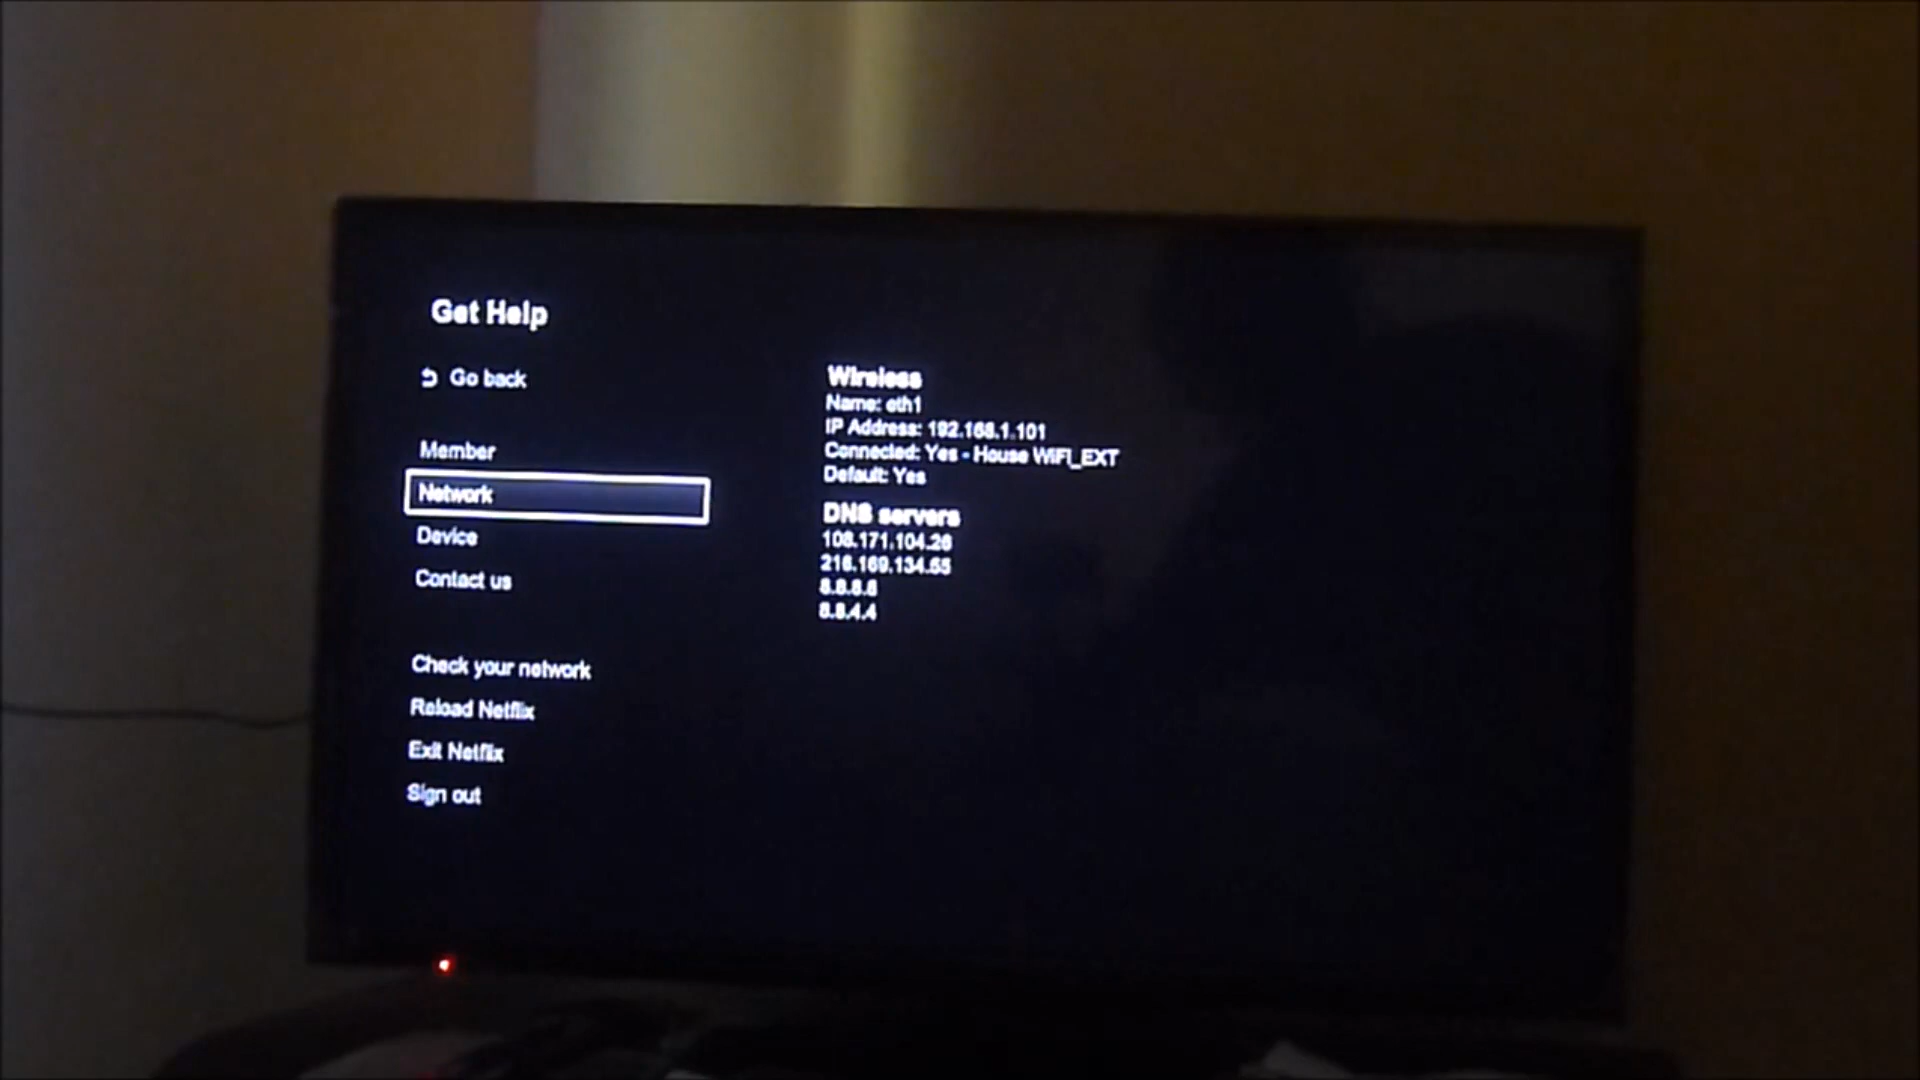 Get Help
Go back
Member
Network
Device
Contact us
Check your network
Reload Netflix
Exit Netflix
Sign out
Wireless
Name: eth1
IP Address: 192.168.1.101
Connected: Yes - House WiFi_EXT
Default: Yes
DNS servers
108.171.104.26
216.169.134.55
8.8.8.8
8.8.4.4